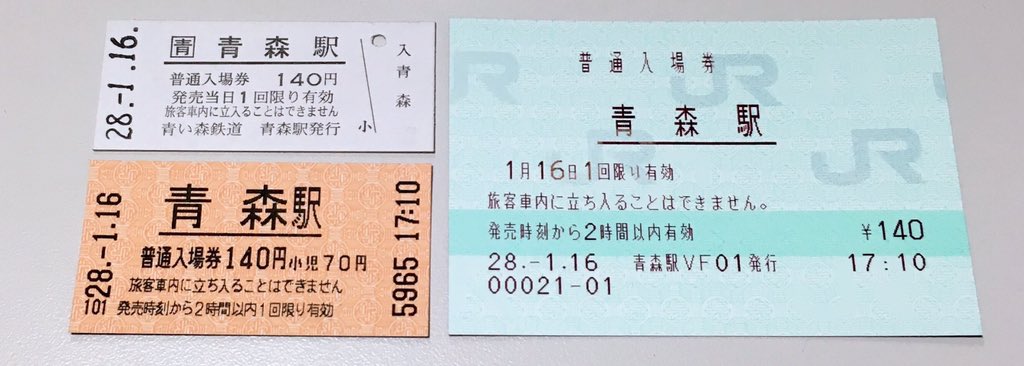 28.-1.16.
㊞ 青森駅
普通入場券 140円
発売当日1回限り有効
旅客車内に立入ることはできません
青い森鉄道 青森駅発行
入 青 森
小
青森駅
28.-1.16
普通入場券140円小児70円
旅客車内に立ち入ることはできません
101 発売時刻から2時間以内1回限り有効
5965 17:10
普通入場券
青森駅
1月16日1回限り有効
旅客車内に立ち入ることはできません。
発売時刻から2時間以内有効 ¥140
28.-1.16 青森駅VF01発行 17:10
00021-01
JR
JR
JR
JR